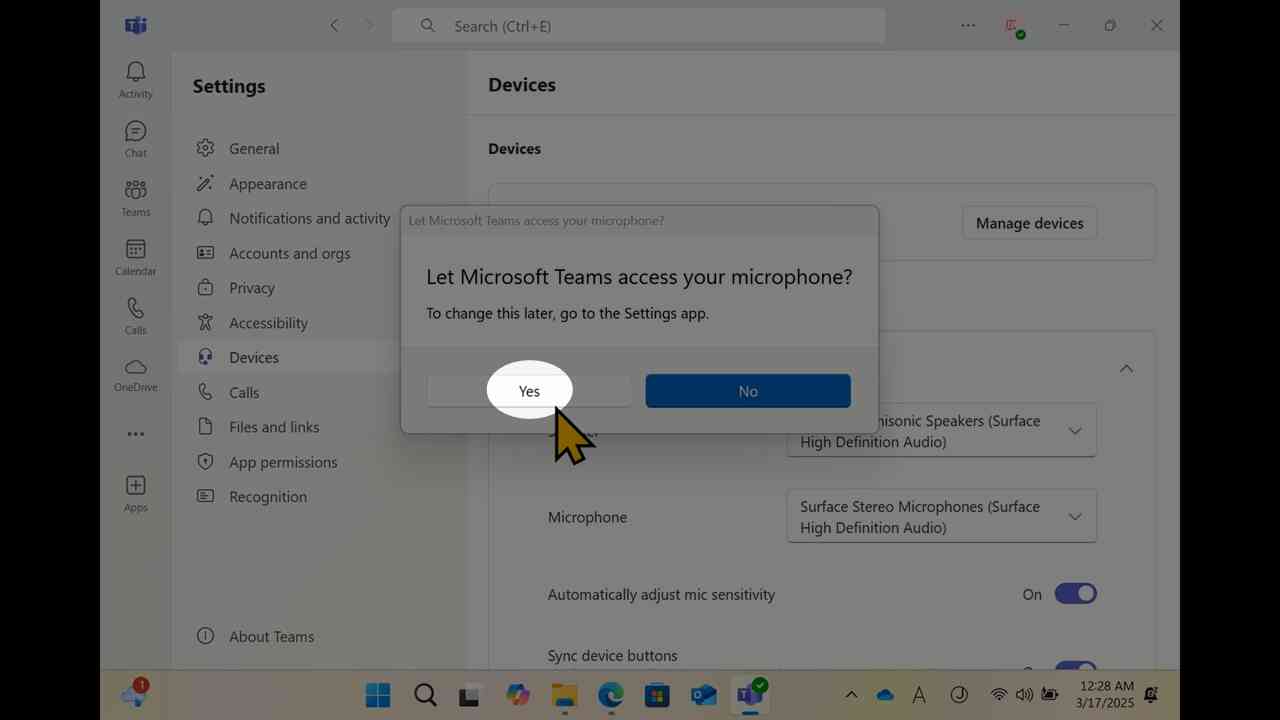 Search (Ctrl+E)
Activity
Chat
Teams
Calendar
Calls
OneDrive
Apps
Settings
General
Appearance
Notifications and activity
Accounts and orgs
Privacy
Accessibility
Devices
Calls
Files and links
App permissions
Recognition
About Teams
Devices
Devices
Manage devices
Let Microsoft Teams access your microphone?
Let Microsoft Teams access your microphone?
To change this later, go to the Settings app.
Yes
No
Speakers (Surface
High Definition Audio)
Microphone
Surface Stereo Microphones (Surface
High Definition Audio)
Automatically adjust mic sensitivity
On
Sync device buttons
1
12:28 AM
3/17/2025